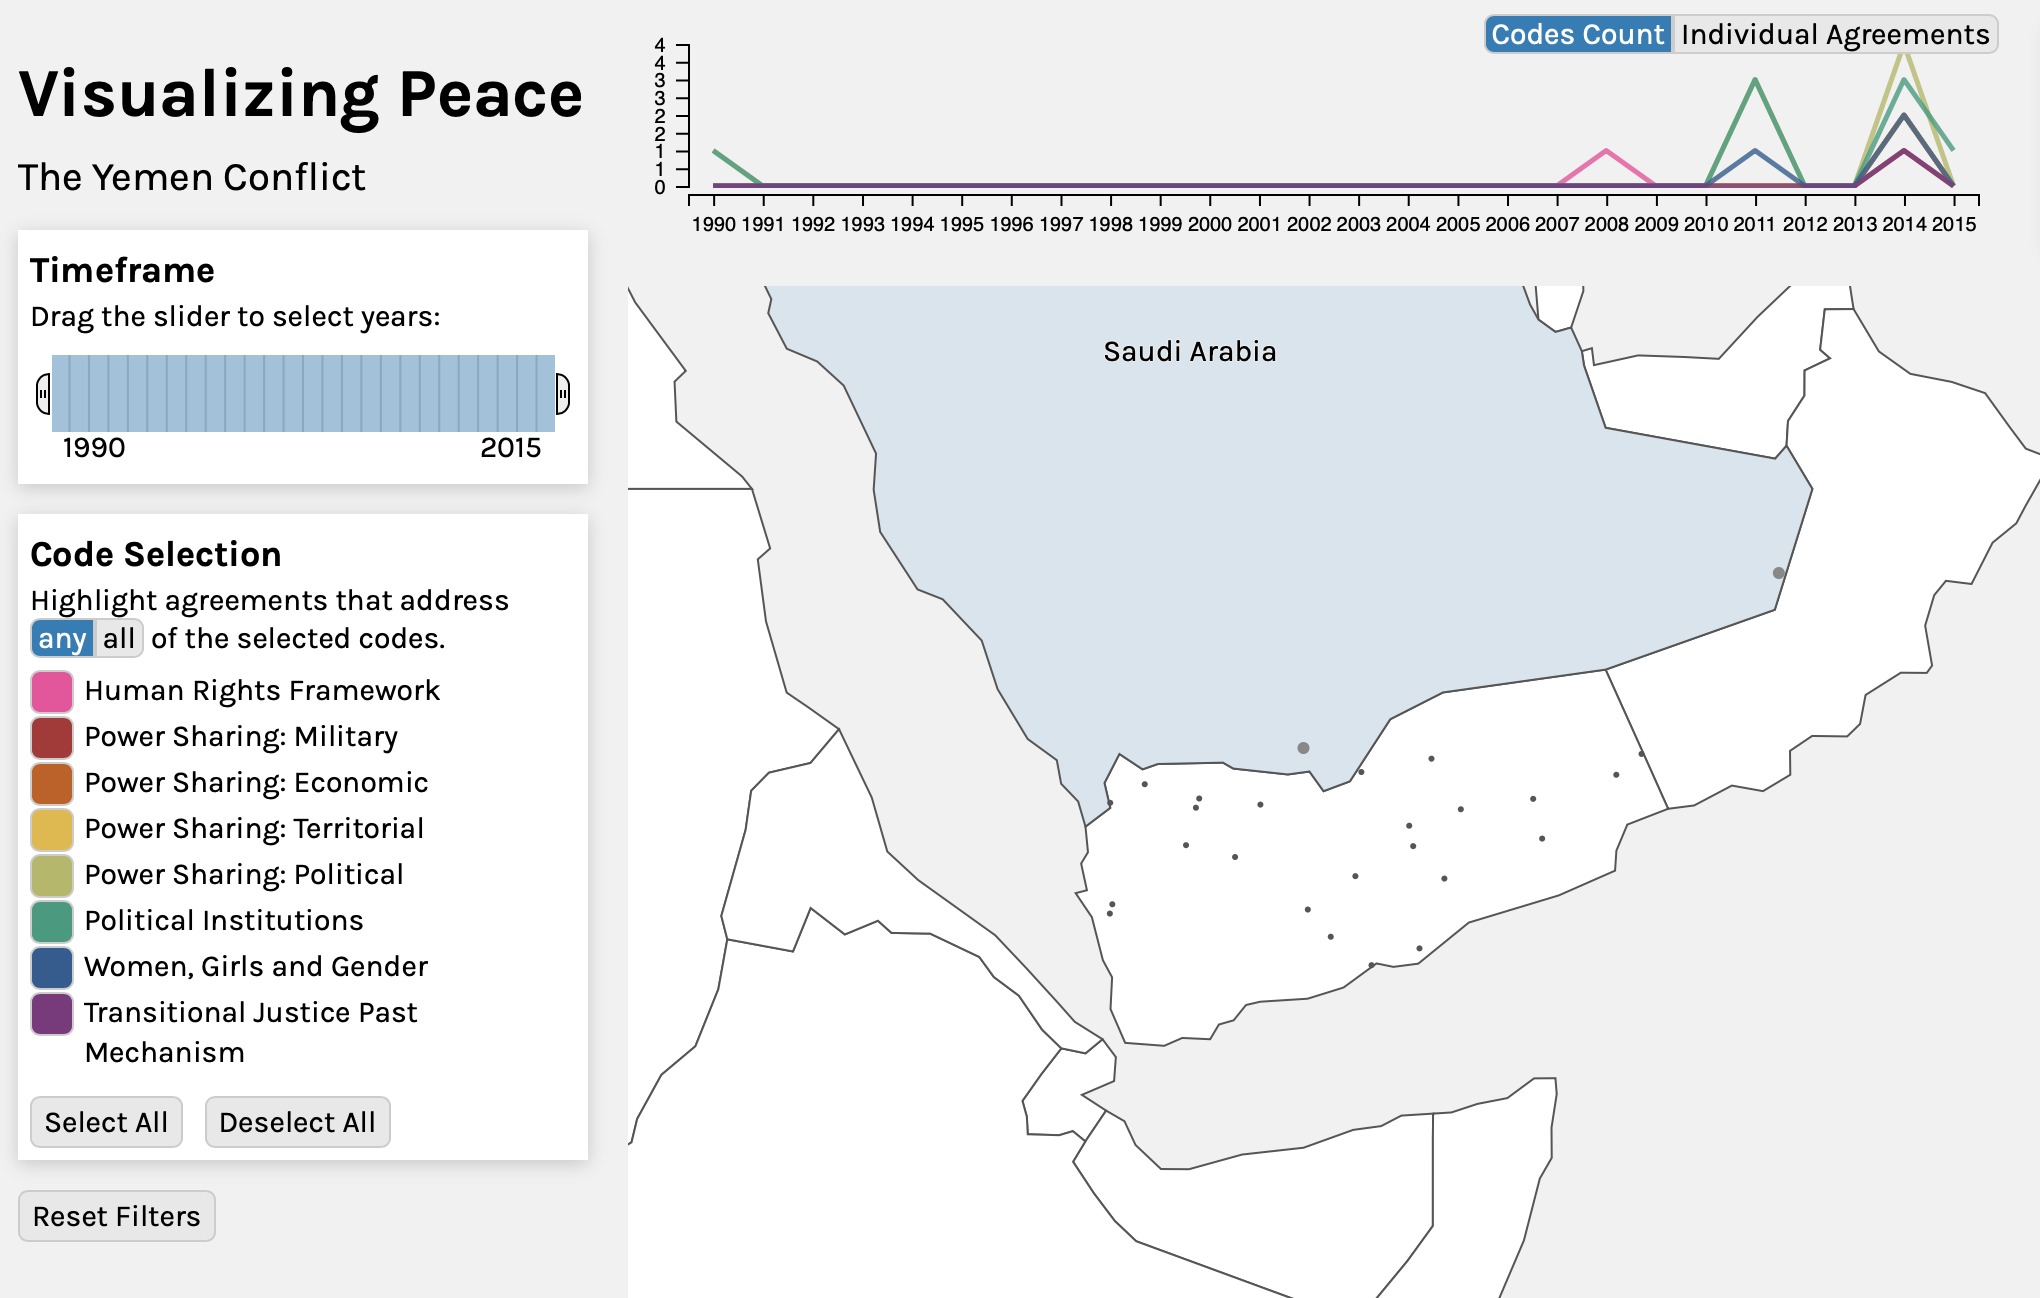 Visualizing Peace
The Yemen Conflict
Timeframe
Drag the slider to select years:
1990 2015
Code Selection
Highlight agreements that address
any all of the selected codes.
Human Rights Framework
Power Sharing: Military
Power Sharing: Economic
Power Sharing: Territorial
Power Sharing: Political
Political Institutions
Women, Girls and Gender
Transitional Justice Past
Mechanism
Select All Deselect All
Reset Filters
Codes Count Individual Agreements
4
4
3
3
2
2
1
1
0
1990 1991 1992 1993 1994 1995 1996 1997 1998 1999 2000 2001 2002 2003 2004 2005 2006 2007 2008 2009 2010 2011 2012 2013 2014 2015
Saudi Arabia